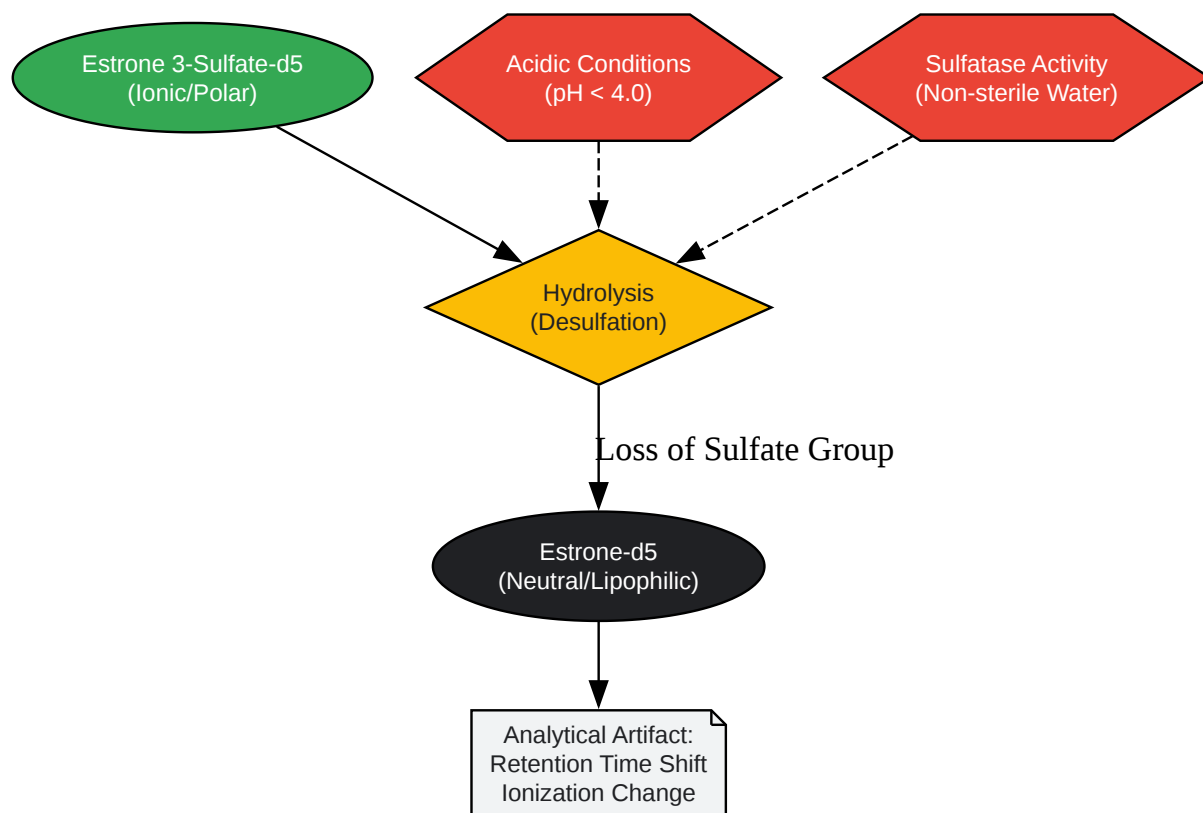 Estrone 3-Sulfate-d5
(Ionic/Polar)
Acidic Conditions
(pH < 4.0)
Sulfatase Activity
(Non-sterile Water)
Hydrolysis
(Desulfation)
Loss of Sulfate Group
Estrone-d5
(Neutral/Lipophilic)
Analytical Artifact:
Retention Time Shift
Ionization Change